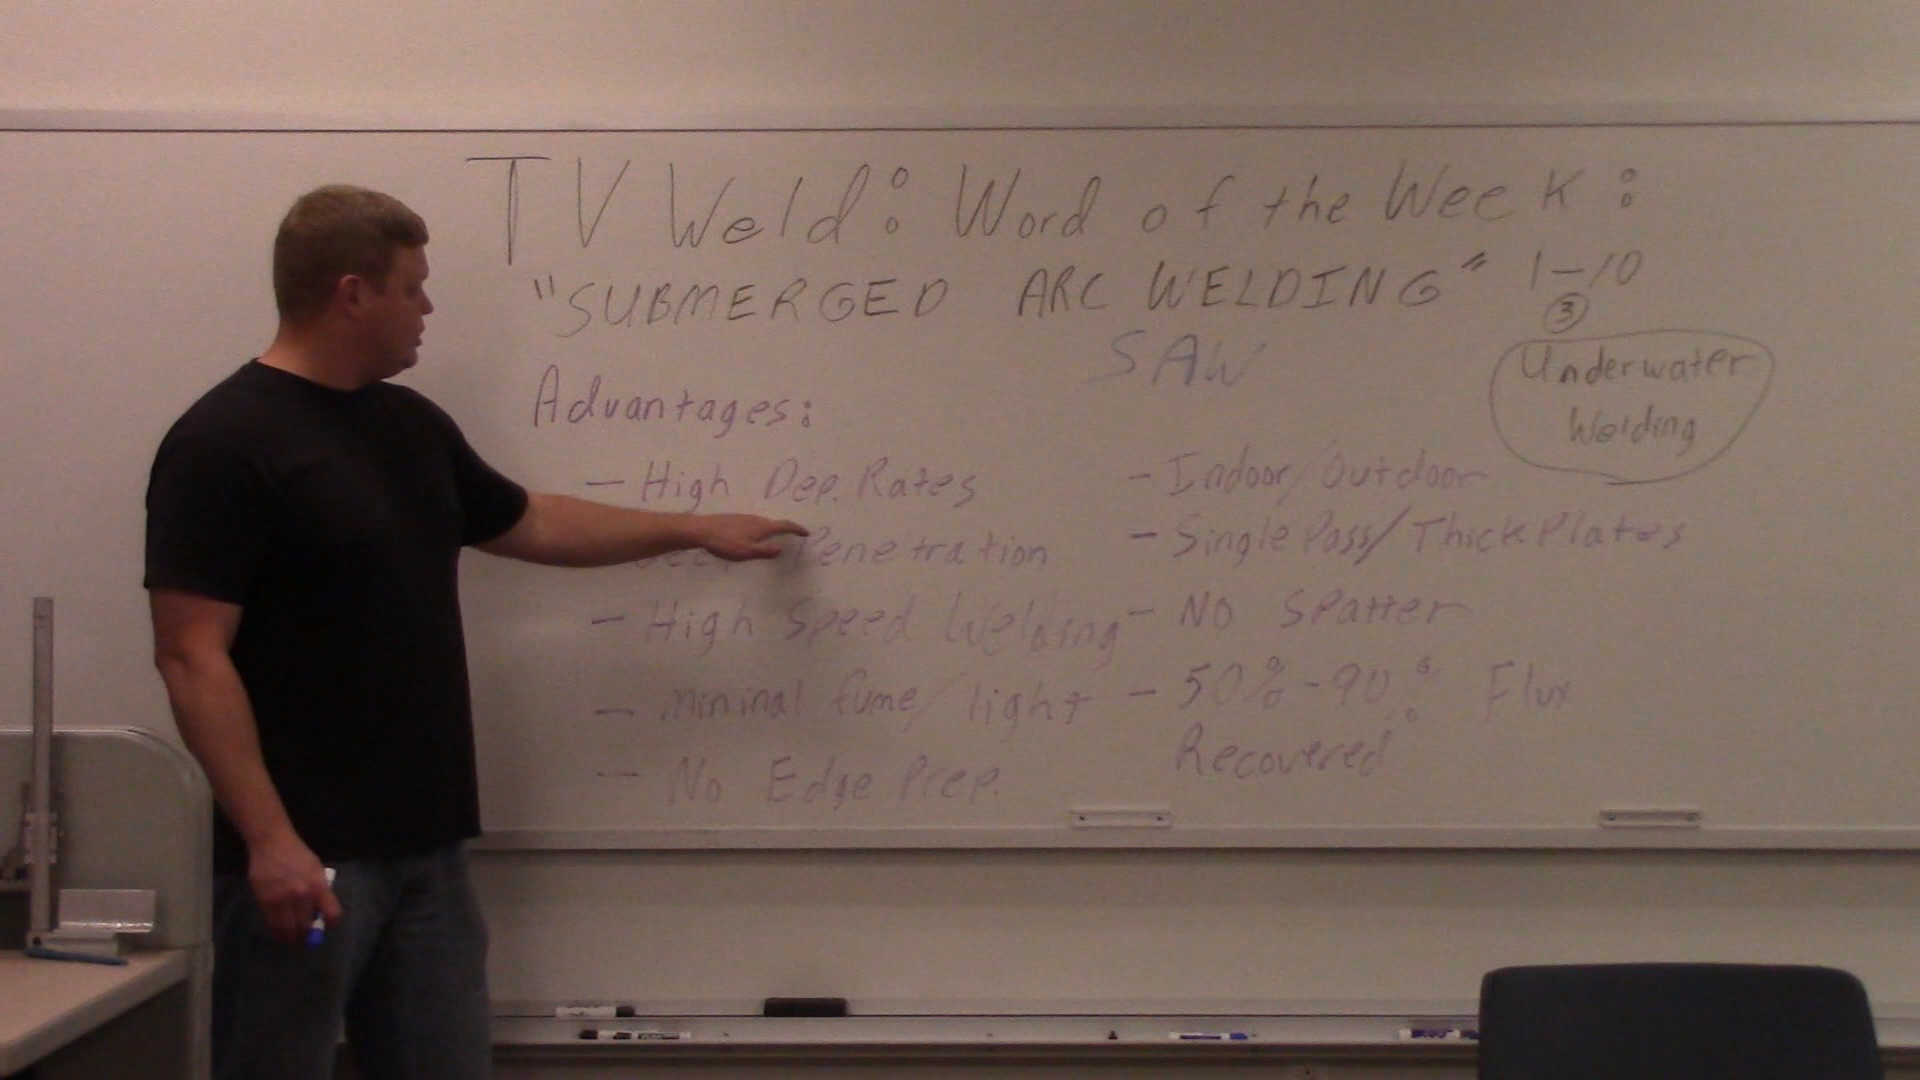 TV Weld: Word of the Week:
"SUBMERGED ARC WELDING" 1-10
3
SAW
Underwater
Welding
Advantages:
- High Dep. Rates
Penetration
- High Speed Welding
- mininal fume/light
- No Edge Prep.
- Indoor/Outdoor
- Single Pass/Thick Plates
- No Spatter
- 50%-90% Flux
Recovered